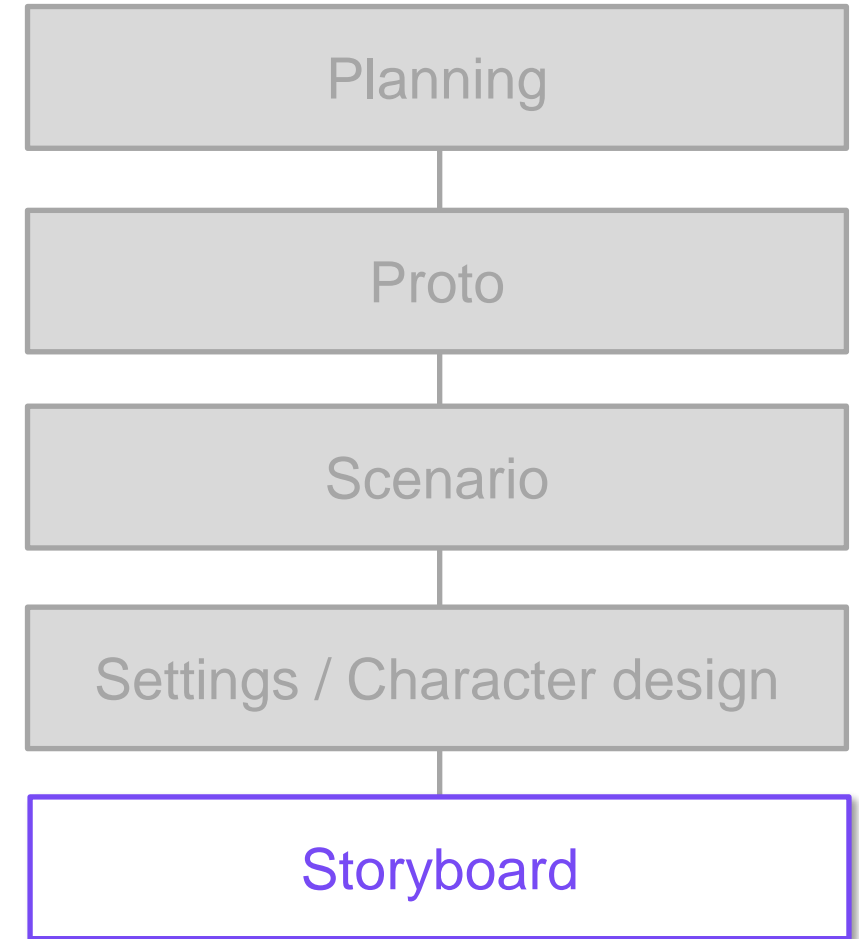 Planning
Proto
Scenario
Settings / Character design
Storyboard